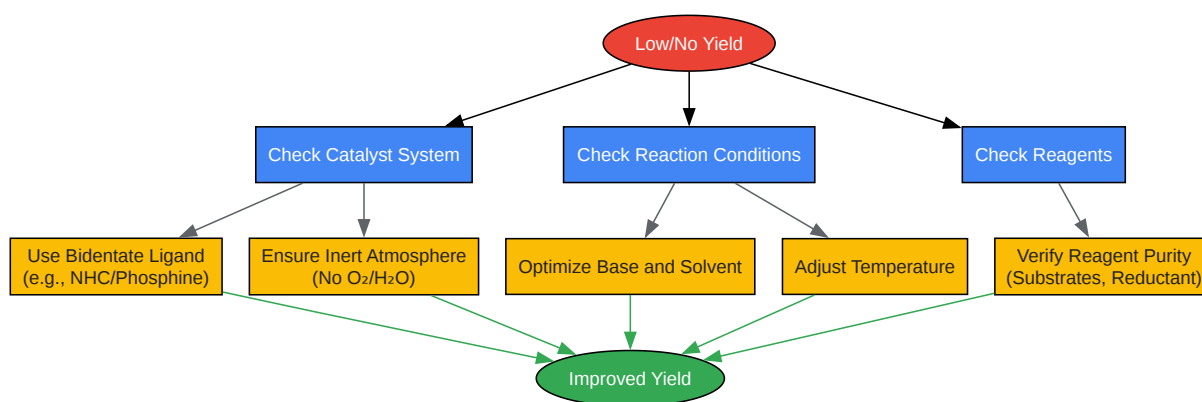 Low/No Yield
Check Catalyst System
Check Reaction Conditions
Check Reagents
Use Bidentate Ligand
(e.g., NHC/Phosphine)
Ensure Inert Atmosphere
(No O₂/H₂O)
Optimize Base and Solvent
Adjust Temperature
Verify Reagent Purity
(Substrates, Reductant)
Improved Yield